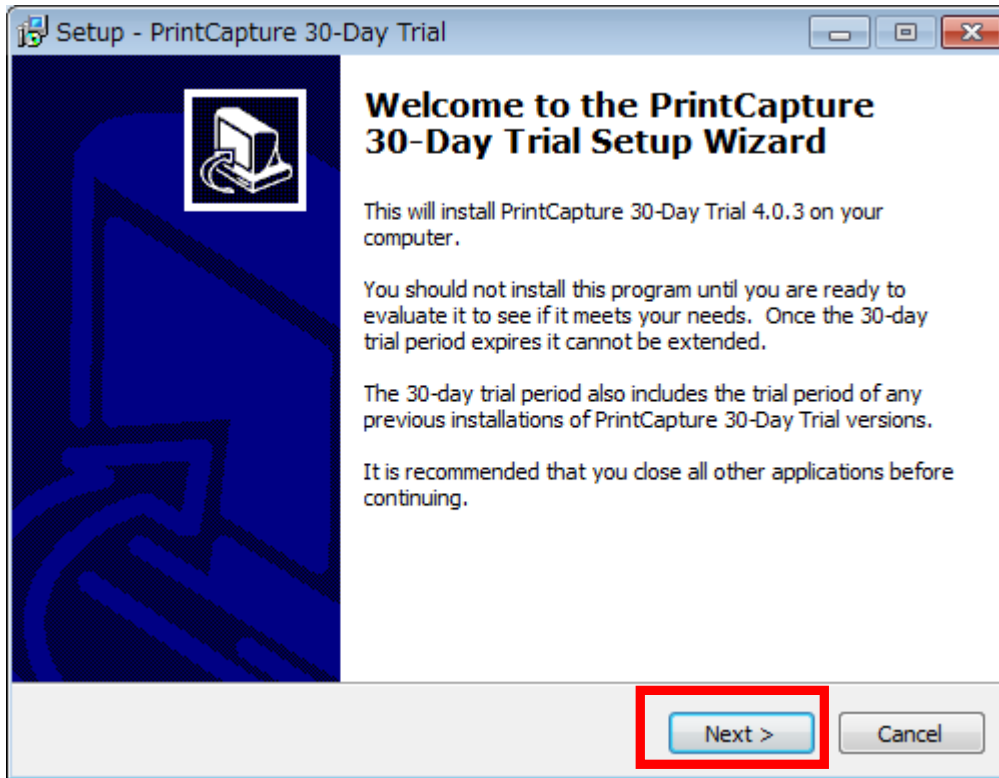 Setup - PrintCapture 30-Day Trial
Welcome to the PrintCapture
30-Day Trial Setup Wizard
This will install PrintCapture 30-Day Trial 4.0.3 on your
computer.
You should not install this program until you are ready to
evaluate it to see if it meets your needs.  Once the 30-day
trial period expires it cannot be extended.
The 30-day trial period also includes the trial period of any
previous installations of PrintCapture 30-Day Trial versions.
It is recommended that you close all other applications before
continuing.
Next >
Cancel